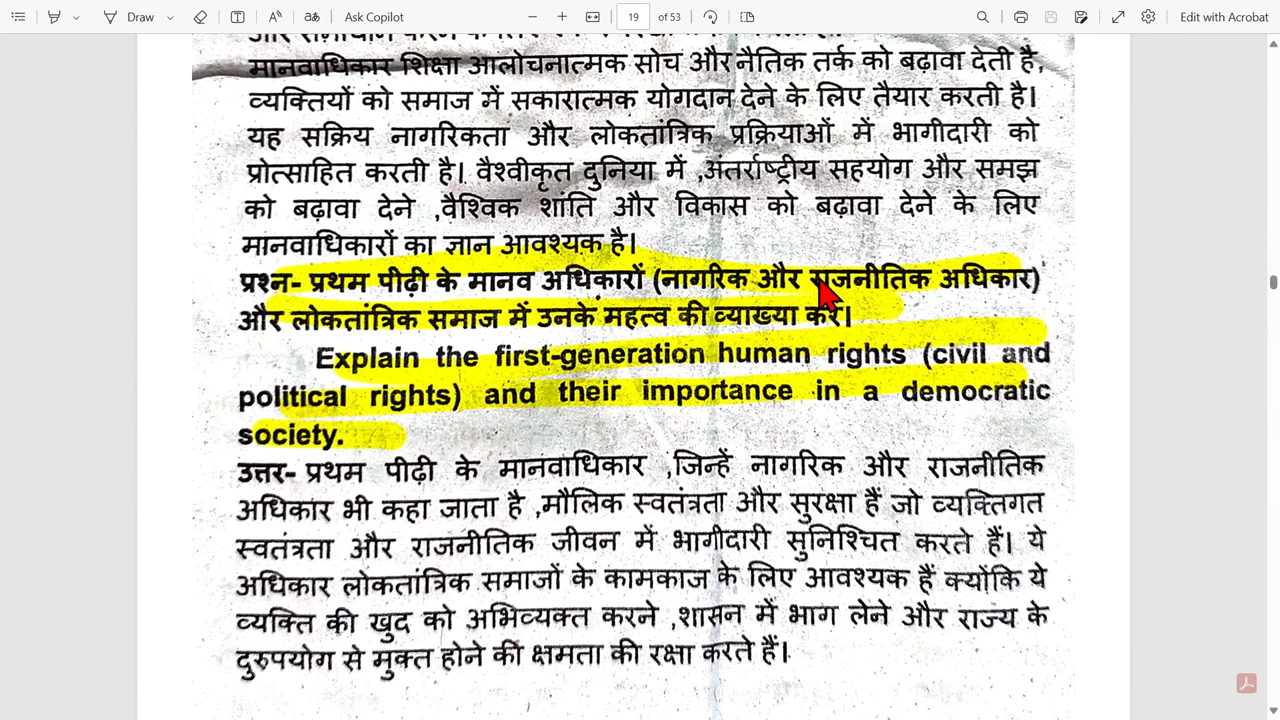 Draw
Ask Copilot
19 of 53
Edit with Acrobat
मानवाधिकार शिक्षा आलोचनात्मक सोच और नैतिक तर्क को बढ़ावा देती है,
व्यक्तियों को समाज में सकारात्मक योगदान देने के लिए तैयार करती है।
यह सक्रिय नागरिकता और लोकतांत्रिक प्रक्रियाओं में भागीदारी को
प्रोत्साहित करती है। वैश्वीकृत दुनिया में ,अंतर्राष्ट्रीय सहयोग और समझ
को बढ़ावा देने ,वैश्विक शांति और विकास को बढ़ावा देने के लिए
मानवाधिकारों का ज्ञान आवश्यक है।
प्रश्न- प्रथम पीढ़ी के मानव अधिकारों (नागरिक और राजनीतिक अधिकार)
और लोकतांत्रिक समाज में उनके महत्व की व्याख्या करें।
Explain the first-generation human rights (civil and
political rights) and their importance in a democratic
society.
उत्तर- प्रथम पीढ़ी के मानवाधिकार ,जिन्हें नागरिक और राजनीतिक
अधिकार भी कहा जाता है ,मौलिक स्वतंत्रता और सुरक्षा हैं जो व्यक्तिगत
स्वतंत्रता और राजनीतिक जीवन में भागीदारी सुनिश्चित करते हैं। ये
अधिकार लोकतांत्रिक समाजों के कामकाज के लिए आवश्यक हैं क्योंकि ये
व्यक्ति की खुद को अभिव्यक्त करने ,शासन में भाग लेने और राज्य के
दुरुपयोग से मुक्त होने की क्षमता की रक्षा करते हैं।